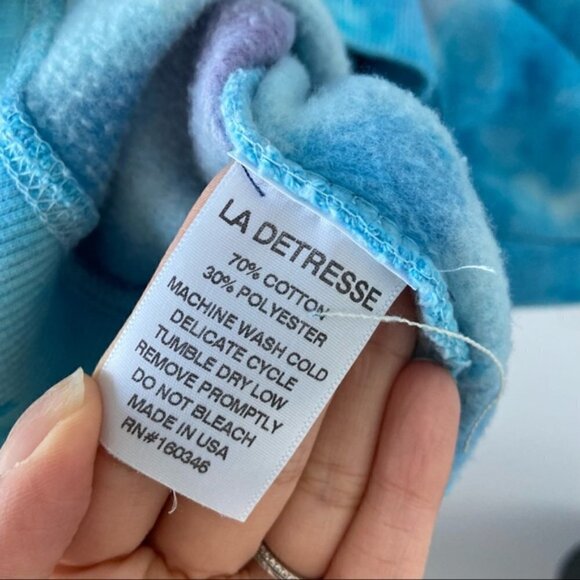 LA DETRESSE
70% COTTON
30% POLYESTER
MACHINE WASH COLD
DELICATE CYCLE
TUMBLE DRY LOW
REMOVE PROMPTLY
DO NOT BLEACH
MADE IN USA
RN#160346